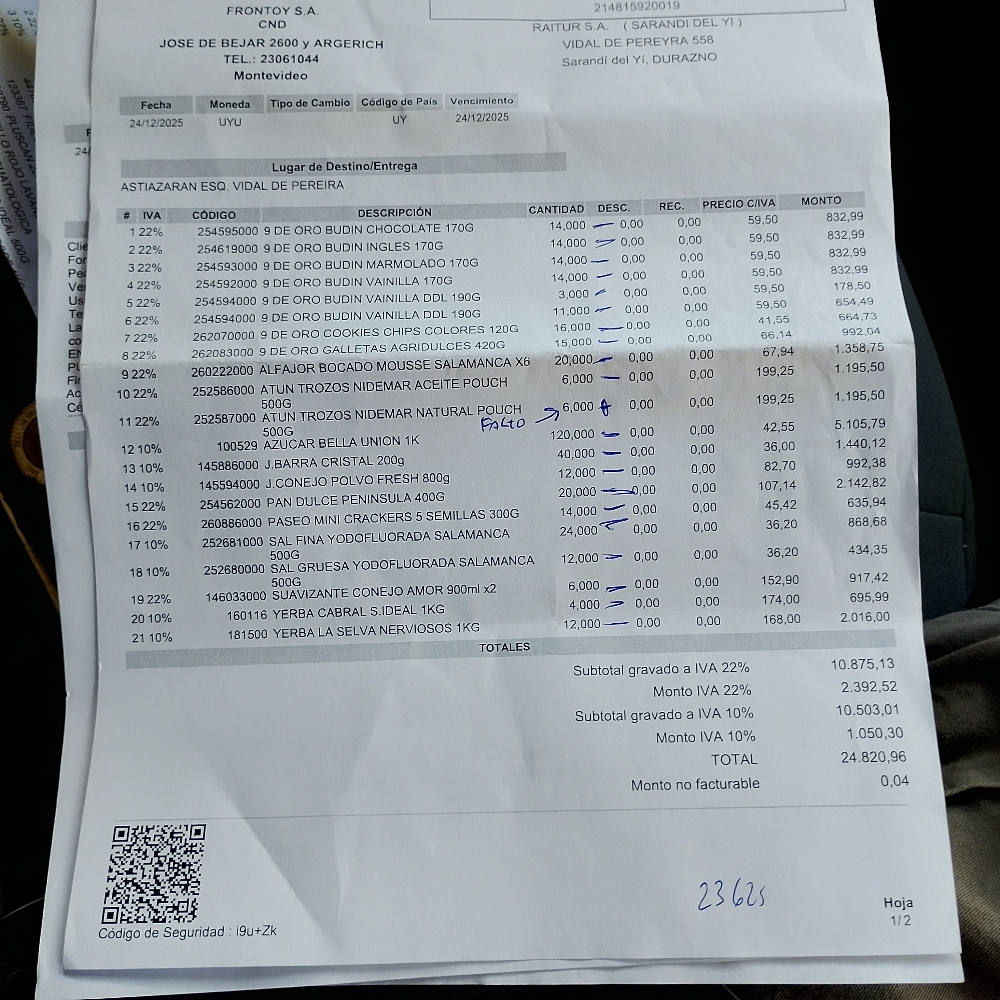 FRONTOY S.A.
CND
JOSE DE BEJAR 2600 y ARGERICH
TEL.: 23061044
Montevideo
214815920019
RAITUR S.A. ( SARANDI DEL YI )
VIDAL DE PEREYRA 558
Sarandí del Yí, DURAZNO
Fecha Moneda Tipo de Cambio Código de País Vencimiento
24/12/2025 UYU UY 24/12/2025
Lugar de Destino/Entrega
ASTIAZARAN ESQ. VIDAL DE PEREIRA
# IVA CÓDIGO DESCRIPCIÓN CANTIDAD DESC. REC. PRECIO C/IVA MONTO
1 22% 254595000 9 DE ORO BUDIN CHOCOLATE 170G 14,000 0,00 0,00 59,50 832,99
2 22% 254619000 9 DE ORO BUDIN INGLES 170G 14,000 0,00 0,00 59,50 832,99
3 22% 254593000 9 DE ORO BUDIN MARMOLADO 170G 14,000 0,00 0,00 59,50 832,99
4 22% 254592000 9 DE ORO BUDIN VAINILLA 170G 14,000 0,00 0,00 59,50 832,99
5 22% 254594000 9 DE ORO BUDIN VAINILLA DDL 190G 3,000 0,00 0,00 59,50 178,50
6 22% 254594000 9 DE ORO BUDIN VAINILLA DDL 190G 11,000 0,00 0,00 59,50 654,49
7 22% 262070000 9 DE ORO COOKIES CHIPS COLORES 120G 16,000 0,00 0,00 41,55 664,73
8 22% 262083000 9 DE ORO GALLETAS AGRIDULCES 420G 15,000 0,00 0,00 66,14 992,04
9 22% 260222000 ALFAJOR BOCADO MOUSSE SALAMANCA X6 20,000 0,00 0,00 67,94 1.358,75
10 22% 252586000 ATUN TROZOS NIDEMAR ACEITE POUCH 6,000 0,00 0,00 199,25 1.195,50
500G
11 22% 252587000 ATUN TROZOS NIDEMAR NATURAL POUCH 6,000 0,00 0,00 199,25 1.195,50
500G FALTO
12 10% 100529 AZUCAR BELLA UNION 1K 120,000 0,00 0,00 42,55 5.105,79
13 10% 145886000 J.BARRA CRISTAL 200g 40,000 0,00 0,00 36,00 1.440,12
14 10% 145594000 J.CONEJO POLVO FRESH 800g 12,000 0,00 0,00 82,70 992,38
15 22% 254562000 PAN DULCE PENINSULA 400G 20,000 0,00 0,00 107,14 2.142,82
16 22% 260886000 PASEO MINI CRACKERS 5 SEMILLAS 300G 14,000 0,00 0,00 45,42 635,94
17 10% 252681000 SAL FINA YODOFLUORADA SALAMANCA 24,000 0,00 0,00 36,20 868,68
500G
18 10% 252680000 SAL GRUESA YODOFLUORADA SALAMANCA 12,000 0,00 0,00 36,20 434,35
500G
19 22% 146033000 SUAVIZANTE CONEJO AMOR 900ml x2 6,000 0,00 0,00 152,90 917,42
20 10% 160116 YERBA CABRAL S.IDEAL 1KG 4,000 0,00 0,00 174,00 695,99
21 10% 181500 YERBA LA SELVA NERVIOSOS 1KG 12,000 0,00 0,00 168,00 2.016,00
TOTALES
Subtotal gravado a IVA 22% 10.875,13
Monto IVA 22% 2.392,52
Subtotal gravado a IVA 10% 10.503,01
Monto IVA 10% 1.050,30
TOTAL 24.820,96
Monto no facturable 0,04
23625
Código de Seguridad : i9u+Zk
Hoja
1/2